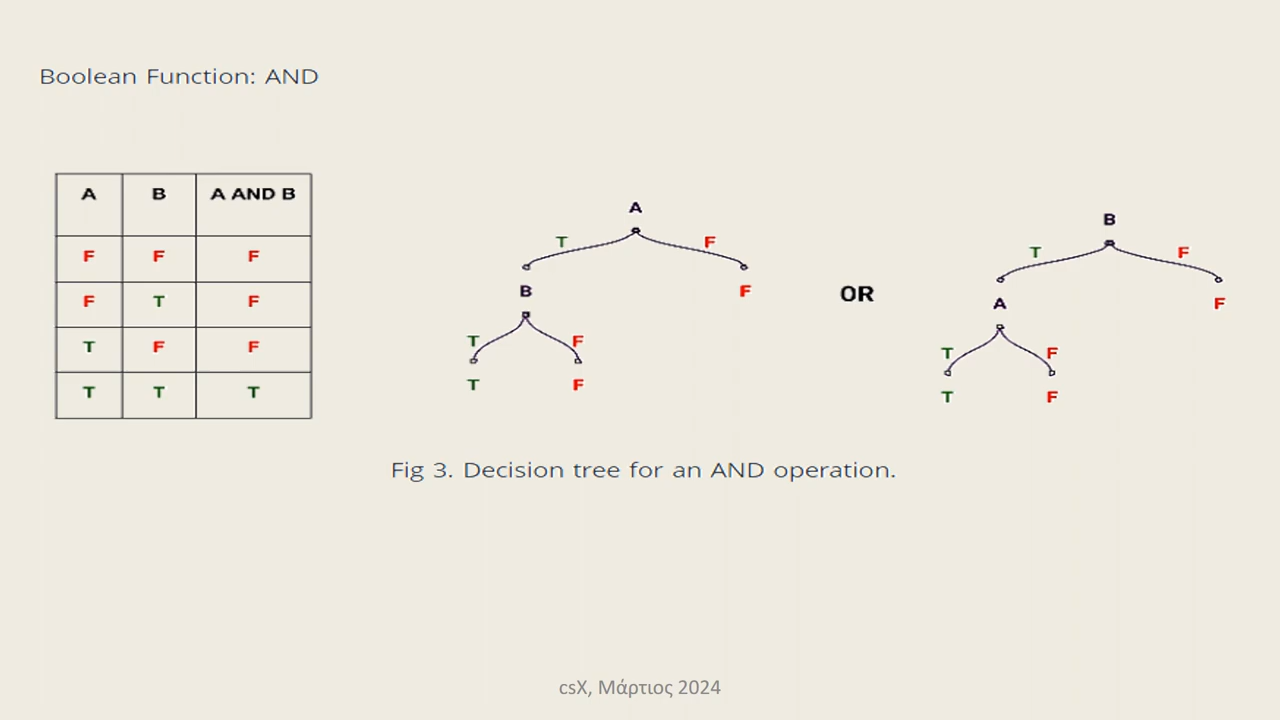 Boolean Function: AND
A B A AND B
F F F
F T F
T F F
T T T
A
T F
B F
T F
T F
OR
B
T F
A F
T F
T F
Fig 3. Decision tree for an AND operation.
csX, Μάρτιος 2024